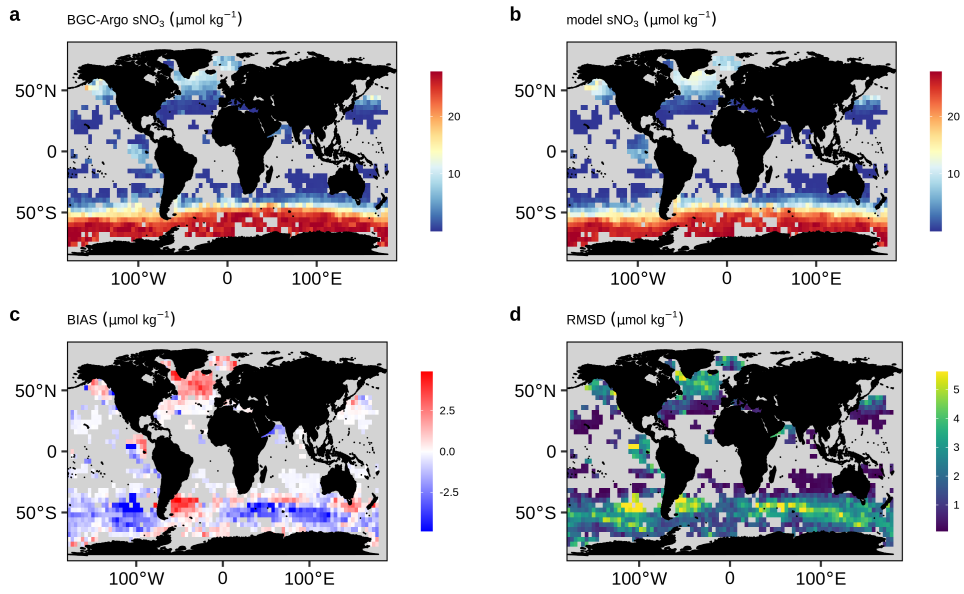 a BGC-Argo sNO₃ (μmol kg⁻¹)
50°N
0
50°S
100°W 0 100°E
20
10
b model sNO₃ (μmol kg⁻¹)
50°N
0
50°S
100°W 0 100°E
20
10
c BIAS (μmol kg⁻¹)
50°N
0
50°S
100°W 0 100°E
2.5
0.0
-2.5
d RMSD (μmol kg⁻¹)
50°N
0
50°S
100°W 0 100°E
5
4
3
2
1